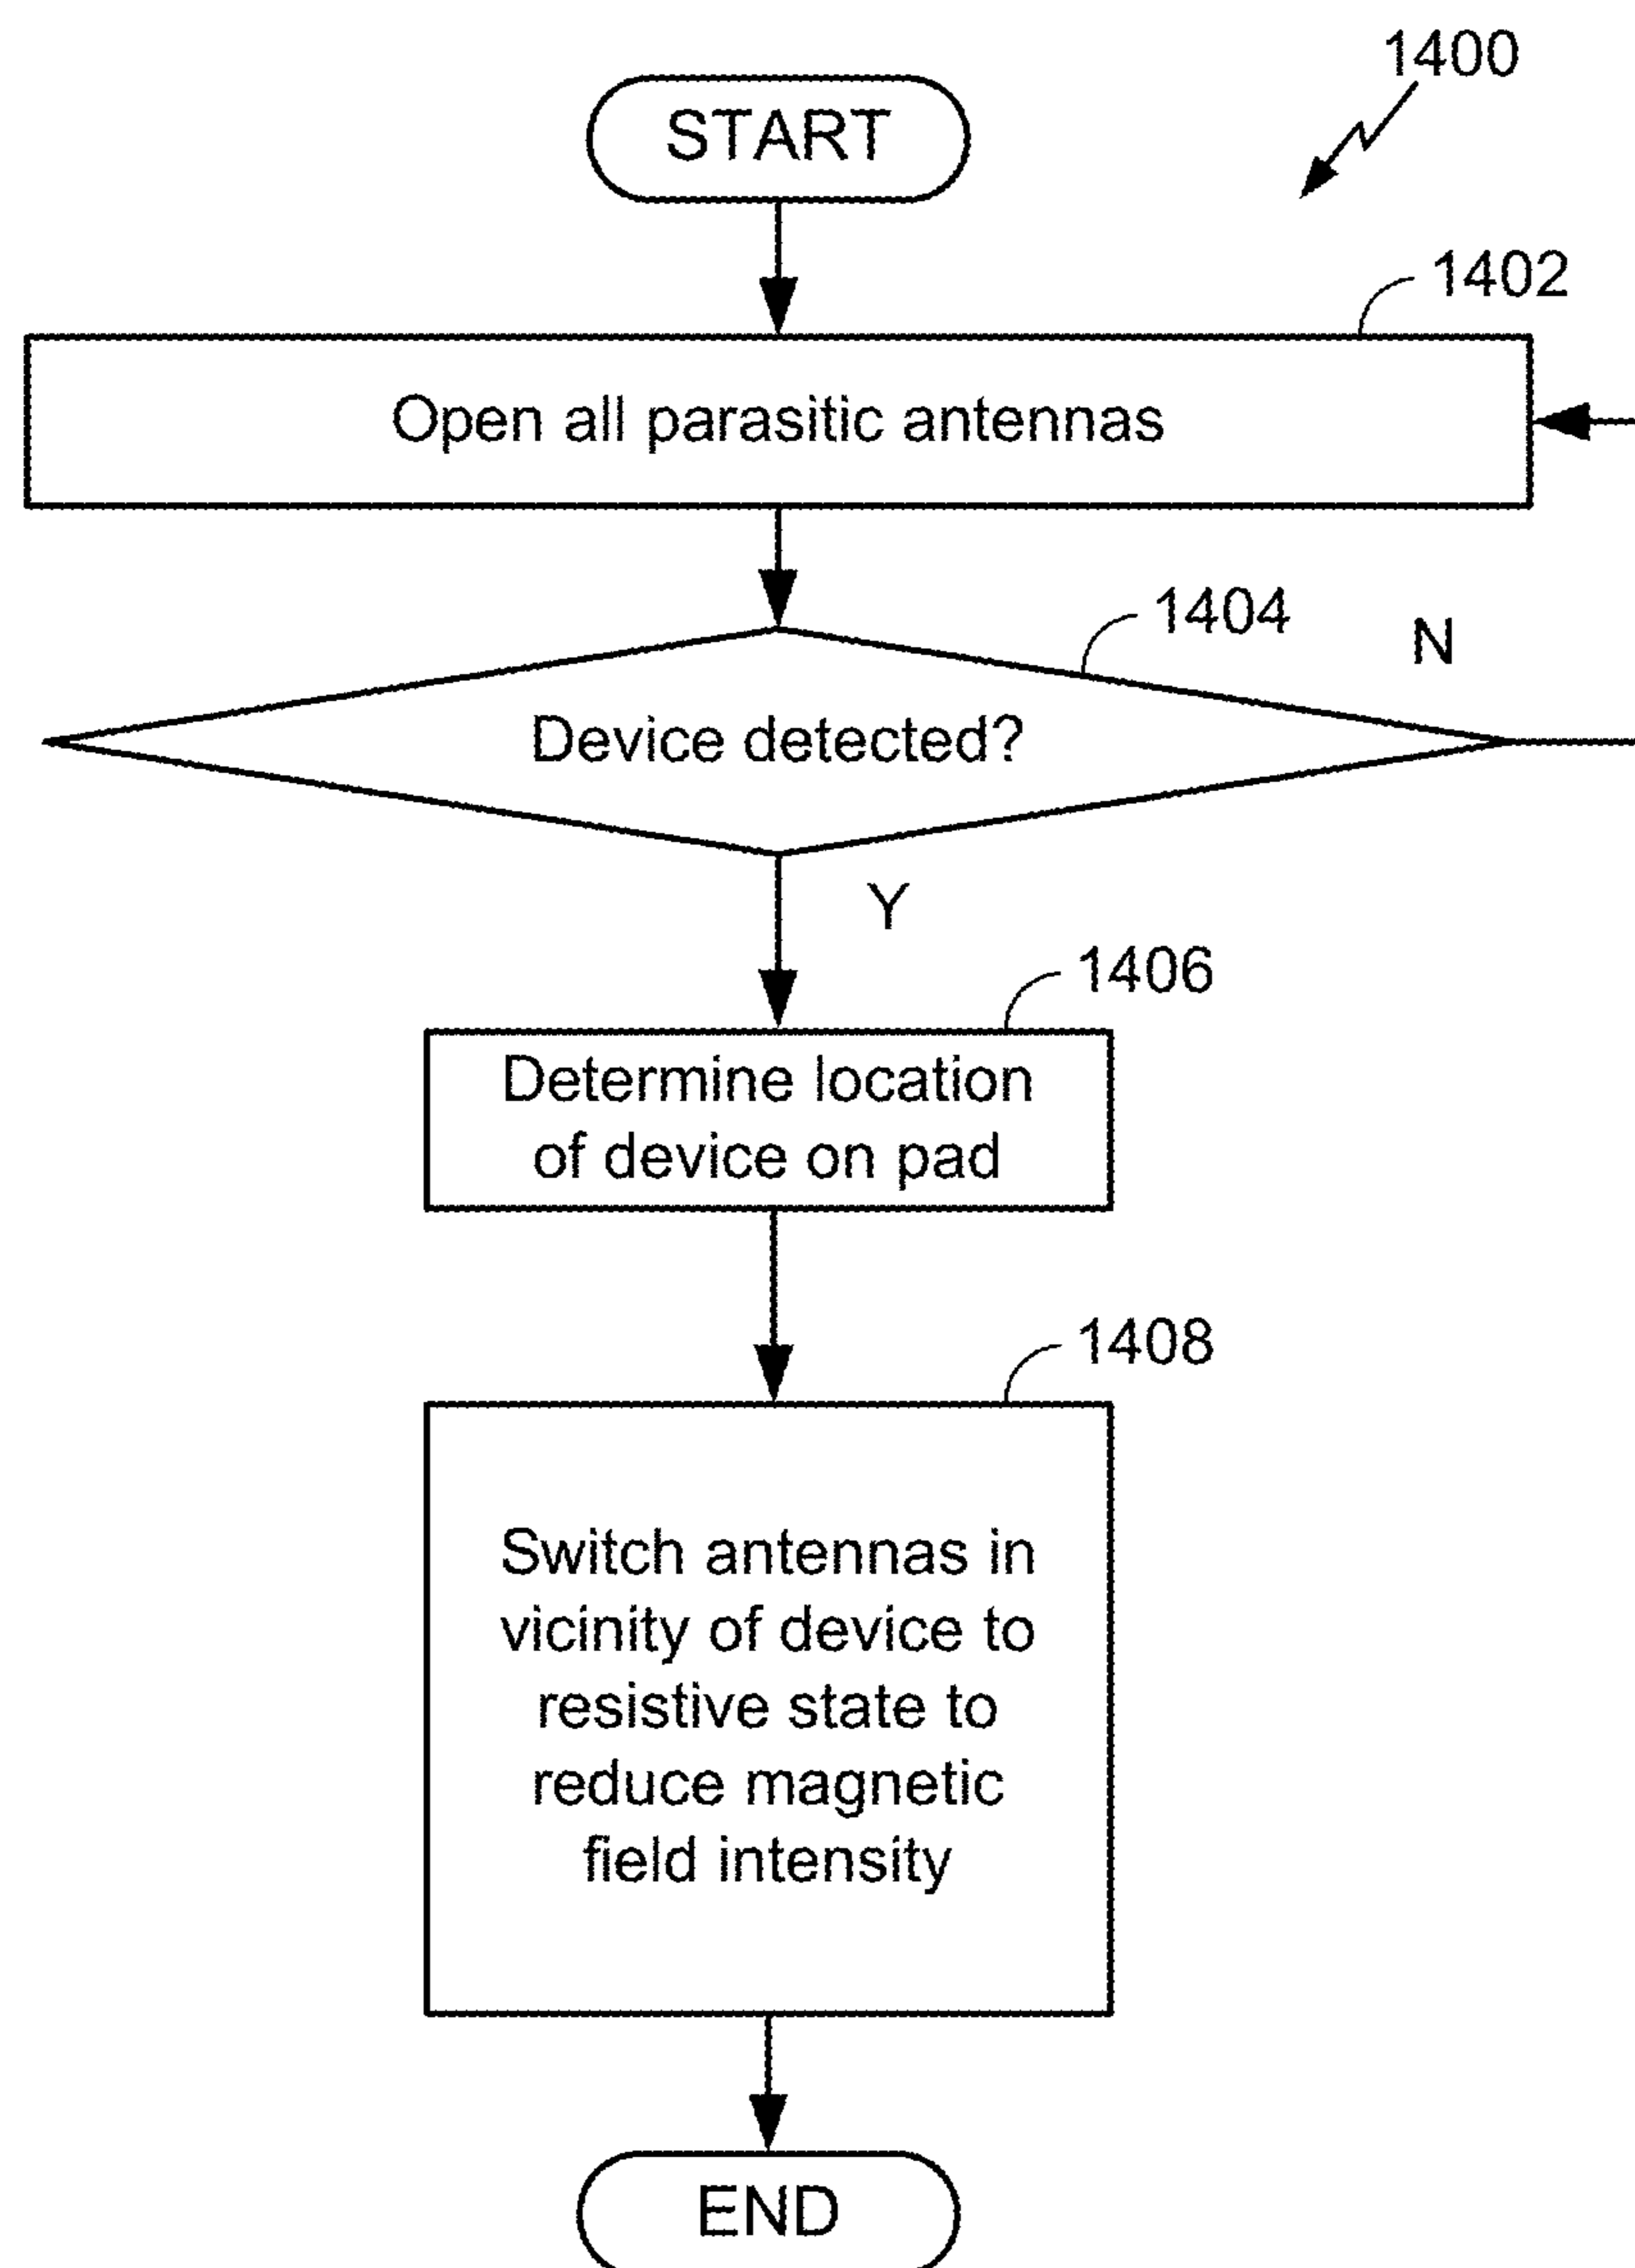 1400
START
1402
Open all parasitic antennas
1404
N
Device detected?
Y
1406
Determine location
of device on pad
1408
Switch antennas in
vicinity of device to
resistive state to
reduce magnetic
field intensity
END